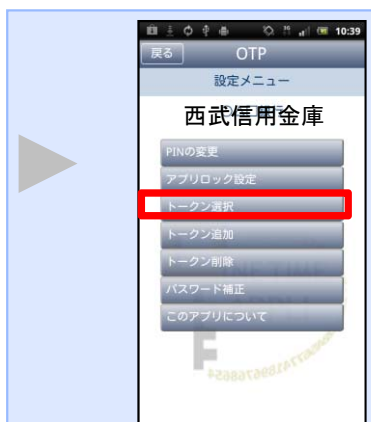 10:39
戻る OTP
設定メニュー
西武信用金庫
PINの変更
アプリロック設定
トークン選択
トークン追加
トークン削除
パスワード補正
このアプリについて